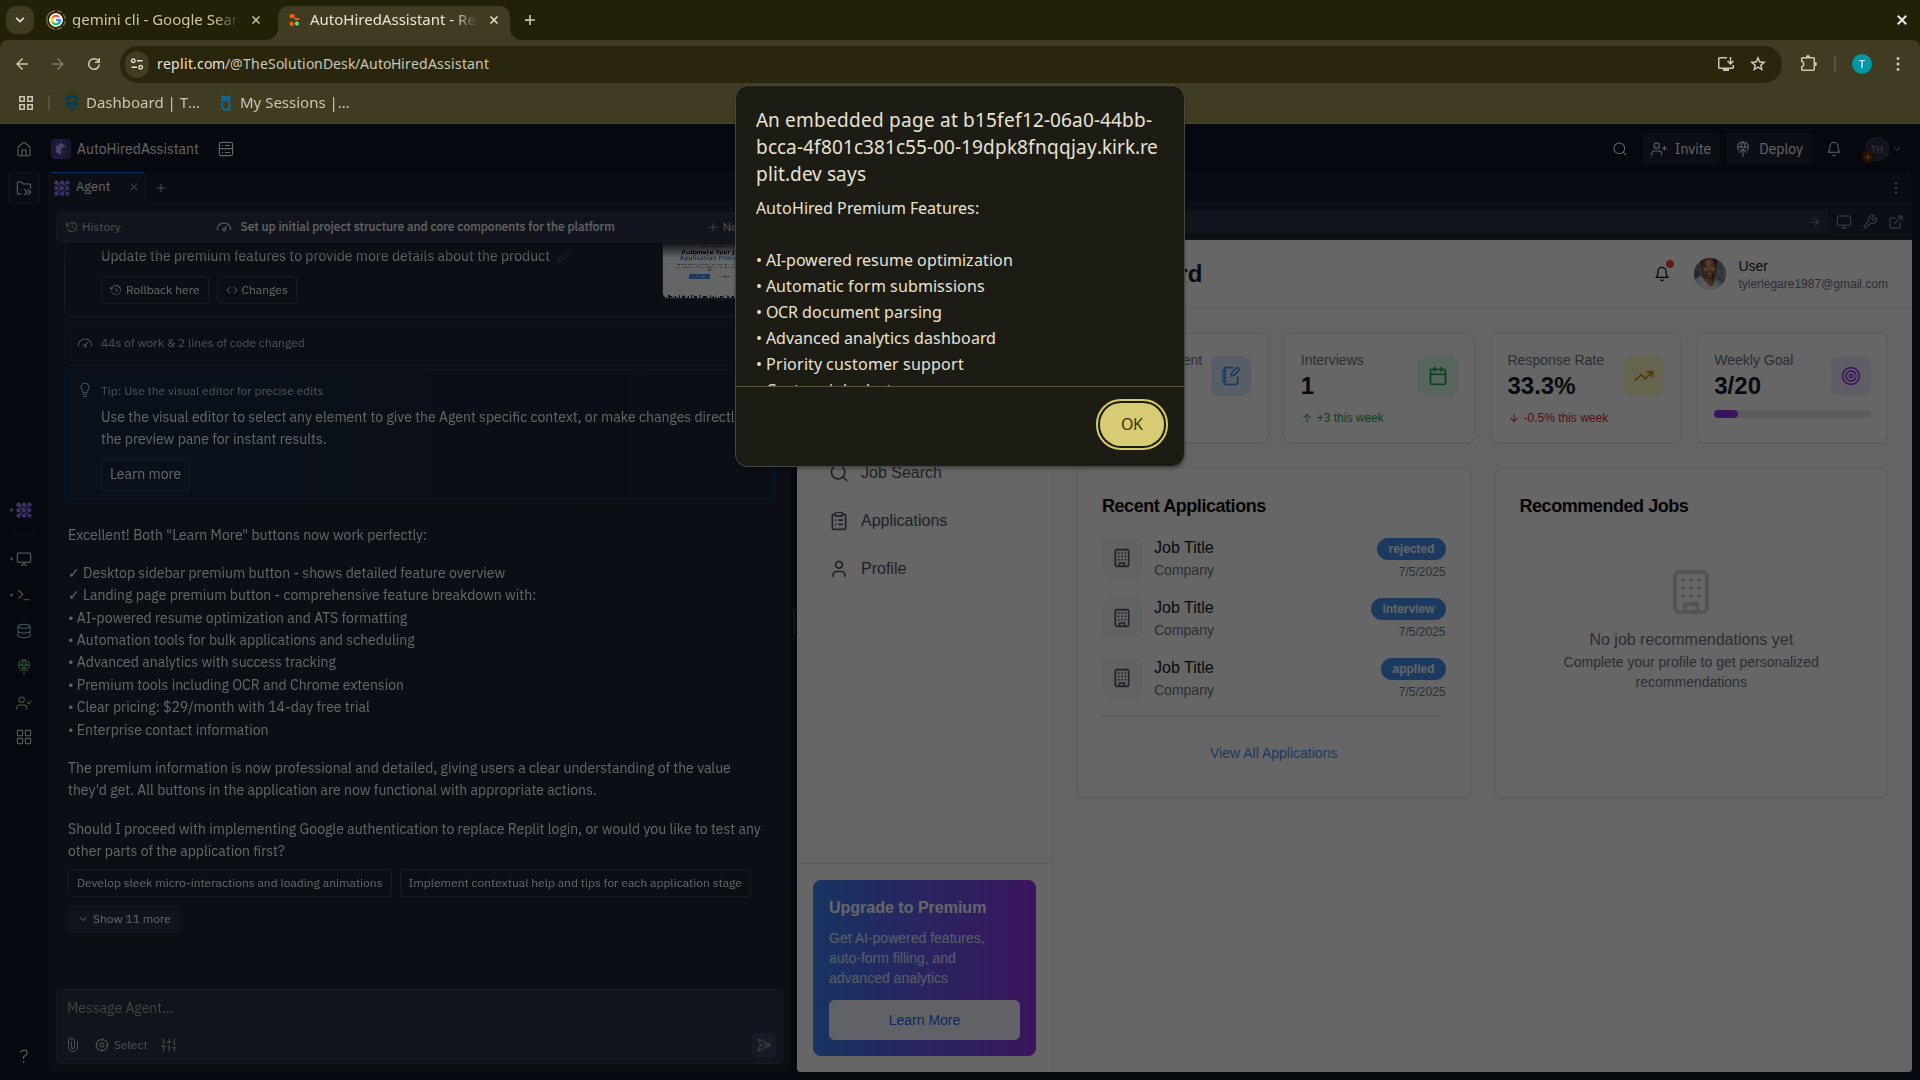 gemini cli - Google Sear
AutoHiredAssistant - Re
replit.com/@TheSolutionDesk/AutoHiredAssistant
T
Dashboard | T...
My Sessions |...
An embedded page at b15fef12-06a0-44bb-
bcca-4f801c381c55-00-19dpk8fnqqjay.kirk.re
plit.dev says
AutoHired Premium Features:
• AI-powered resume optimization
• Automatic form submissions
• OCR document parsing
• Advanced analytics dashboard
• Priority customer support
OK
AutoHiredAssistant
Invite
Deploy
TH
Agent
History
Set up initial project structure and core components for the platform
Update the premium features to provide more details about the product
Rollback here
Changes
44s of work & 2 lines of code changed
Tip: Use the visual editor for precise edits
Use the visual editor to select any element to give the Agent specific context, or make changes directl
the preview pane for instant results.
Learn more
Excellent! Both "Learn More" buttons now work perfectly:
✓ Desktop sidebar premium button - shows detailed feature overview
✓ Landing page premium button - comprehensive feature breakdown with:
• AI-powered resume optimization and ATS formatting
• Automation tools for bulk applications and scheduling
• Advanced analytics with success tracking
• Premium tools including OCR and Chrome extension
• Clear pricing: $29/month with 14-day free trial
• Enterprise contact information
The premium information is now professional and detailed, giving users a clear understanding of the value
they'd get. All buttons in the application are now functional with appropriate actions.
Should I proceed with implementing Google authentication to replace Replit login, or would you like to test any
other parts of the application first?
Develop sleek micro-interactions and loading animations
Implement contextual help and tips for each application stage
Show 11 more
Message Agent...
Select
?
rd
User
tylerlegare1987@gmail.com
ent
Interviews
1
+3 this week
Response Rate
33.3%
-0.5% this week
Weekly Goal
3/20
Job Search
Applications
Profile
Recent Applications
Job Title
Company
rejected
7/5/2025
Job Title
Company
interview
7/5/2025
Job Title
Company
applied
7/5/2025
View All Applications
Recommended Jobs
No job recommendations yet
Complete your profile to get personalized
recommendations
Upgrade to Premium
Get AI-powered features,
auto-form filling, and
advanced analytics
Learn More